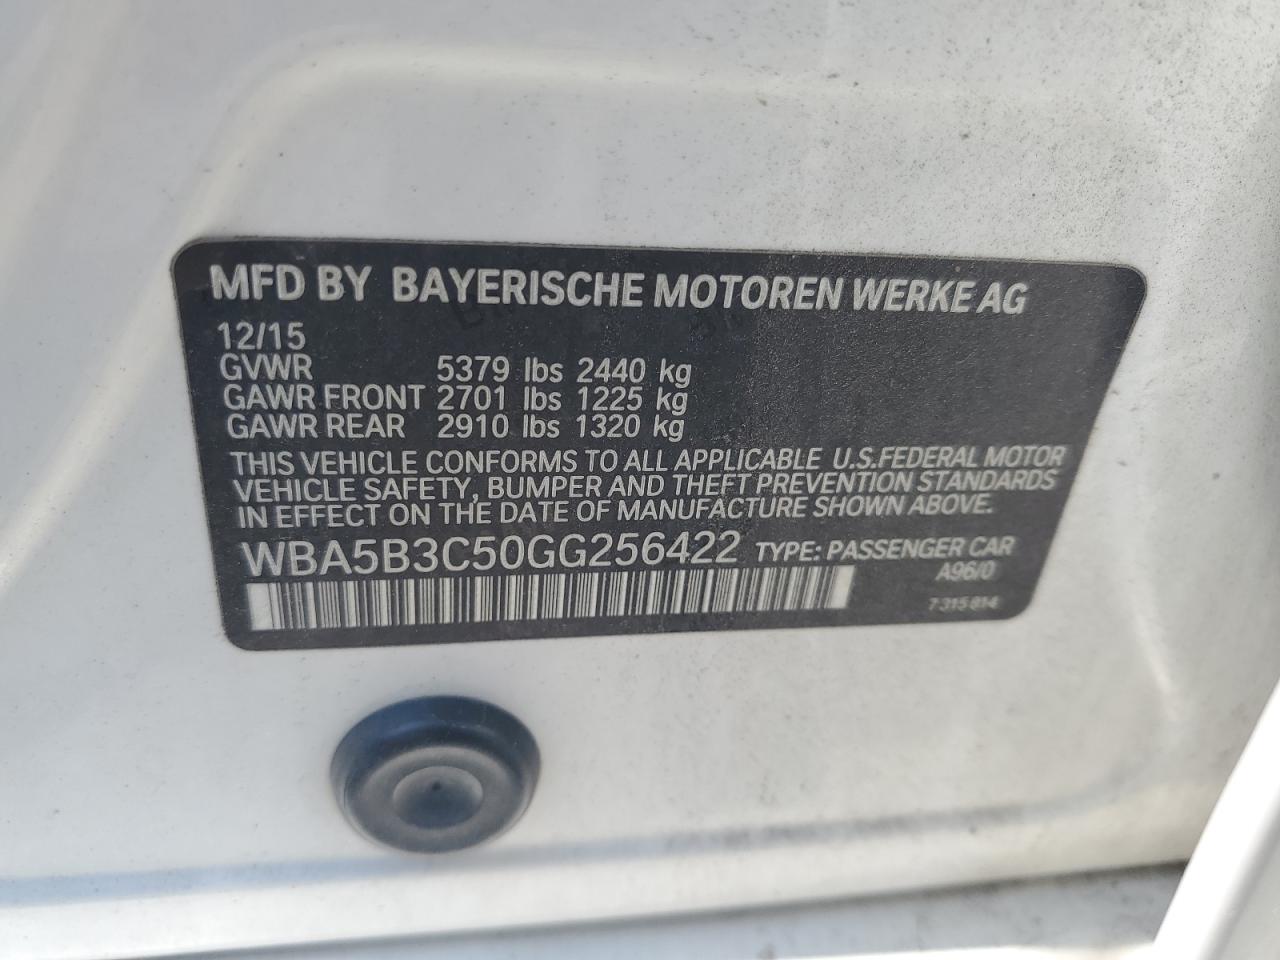 MFD BY BAYERISCHE MOTOREN WERKE AG
12/15
GVWR 5379 lbs 2440 kg
GAWR FRONT 2701 lbs 1225 kg
GAWR REAR 2910 lbs 1320 kg
THIS VEHICLE CONFORMS TO ALL APPLICABLE U.S.FEDERAL MOTOR
VEHICLE SAFETY, BUMPER AND THEFT PREVENTION STANDARDS
IN EFFECT ON THE DATE OF MANUFACTURE SHOWN ABOVE.
WBA5B3C50GG256422 TYPE: PASSENGER CAR
A96/0
7 315 814